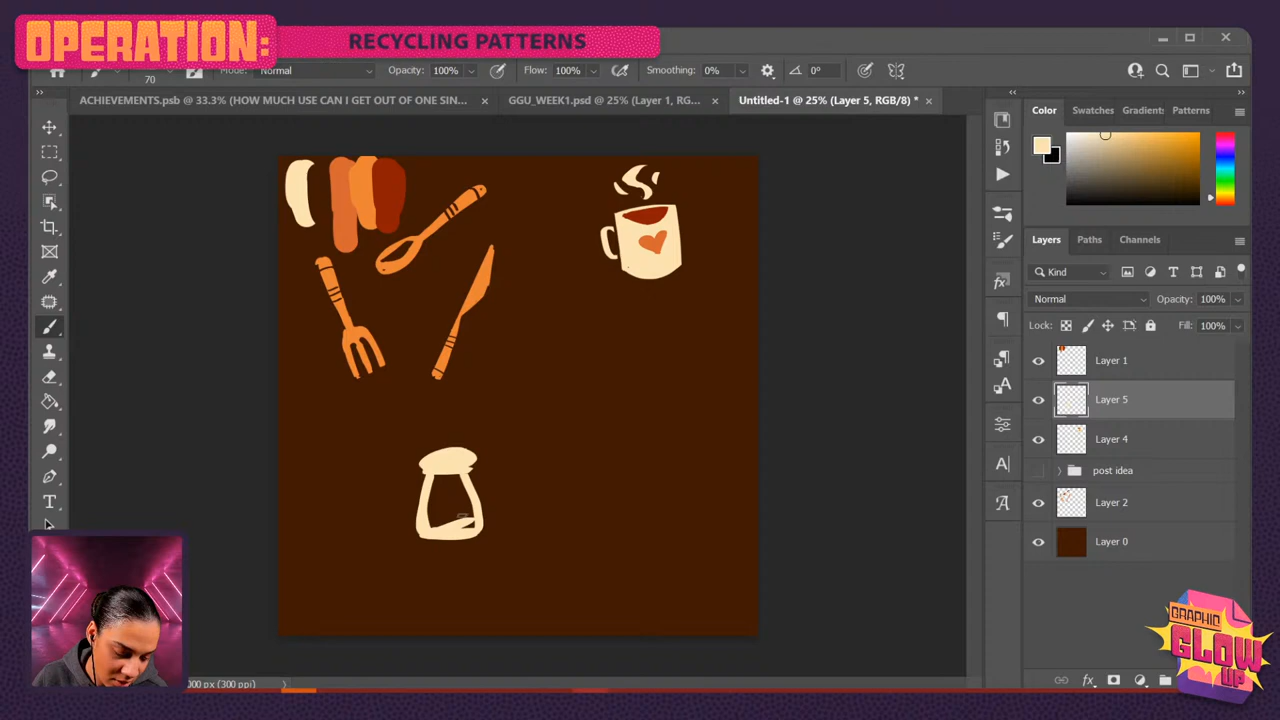 OPERATION:
RECYCLING PATTERNS
70
Mode: Normal
Opacity: 100%
Flow: 100%
Smoothing: 0%
0°
ACHIEVEMENTS.psb @ 33.3% (HOW MUCH USE CAN I GET OUT OF ONE SIN...
GGU_WEEK1.psd @ 25% (Layer 1, RG...
Untitled-1 @ 25% (Layer 5, RGB/8) *
Color
Swatches
Gradient:
Patterns
Layers
Paths
Channels
Kind
Normal
Opacity: 100%
Lock:
Fill: 100%
Layer 1
Layer 5
Layer 4
post idea
Layer 2
Layer 0
000 px (300 ppi)
fx
GRAPHIC
GLOW
UP